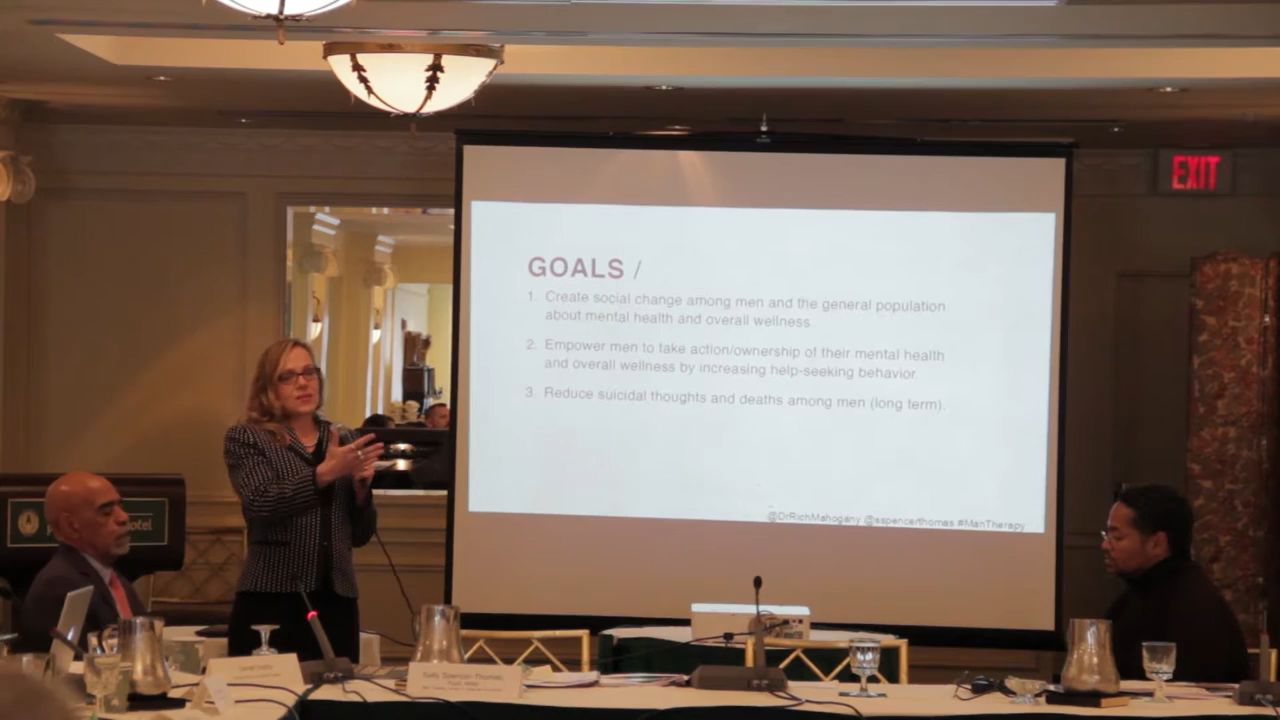 EXIT
GOALS /
1. Create social change among men and the general population
about mental health and overall wellness
2. Empower men to take action/ownership of their mental health
and overall wellness by increasing help-seeking behavior.
3 Reduce suicidal thoughts and deaths among men (long term).
@DrRichMahogany @sspencerthomas #ManTherapy
Sally Spencer-Thomas